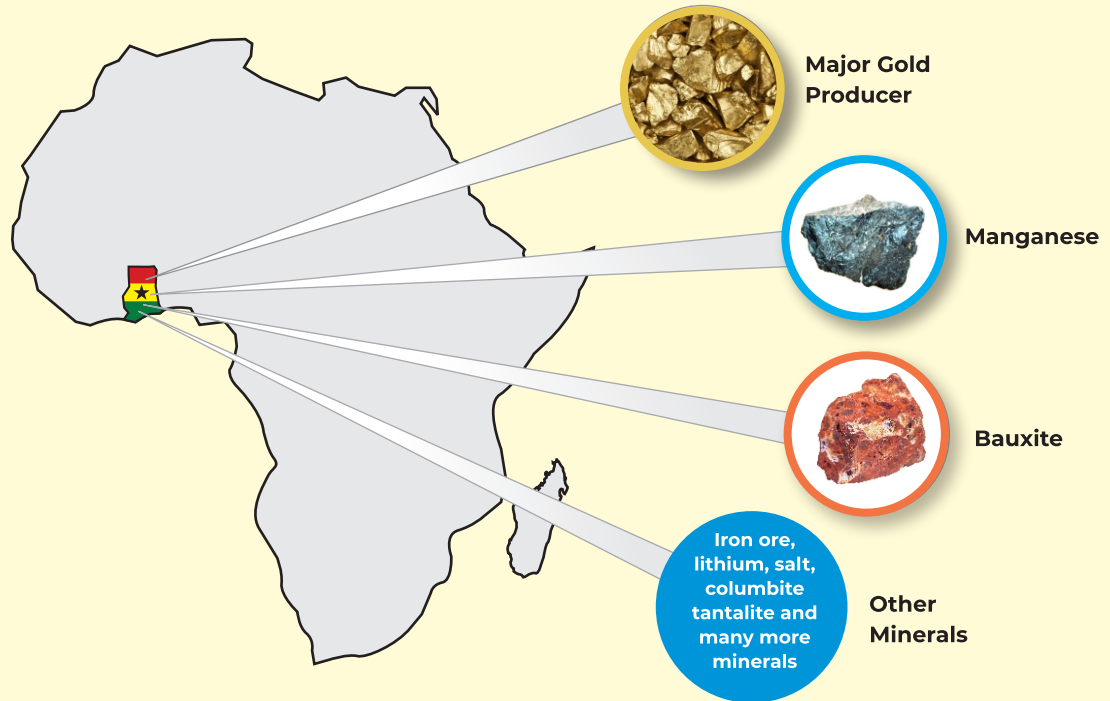 Major Gold
Producer
Manganese
Bauxite
Iron ore,
lithium, salt,
columbite
tantalite and
many more
minerals
Other
Minerals